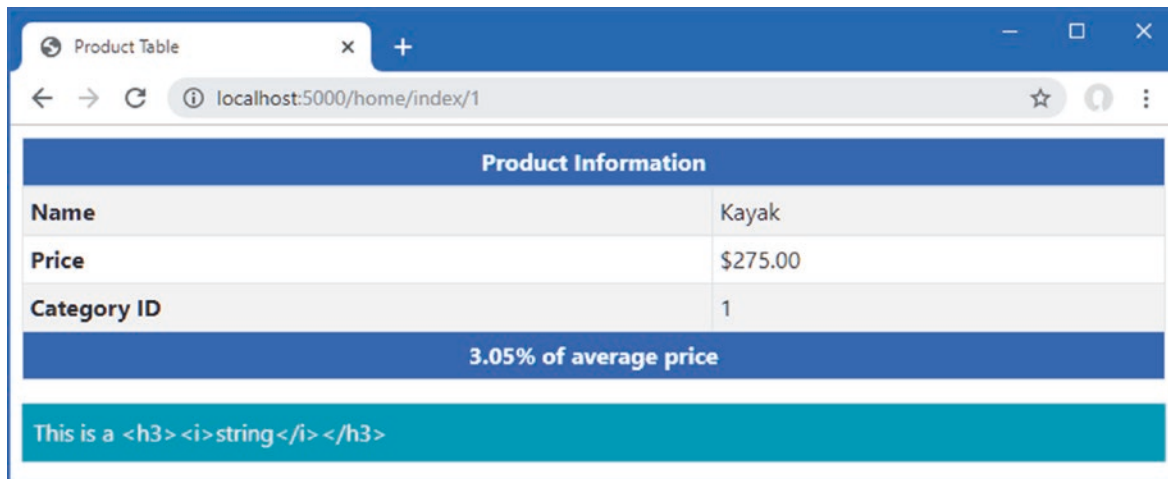 Product Table
localhost:5000/home/index/1
Product Information
Name Kayak
Price $275.00
Category ID 1
3.05% of average price
This is a <h3><i>string</i></h3>